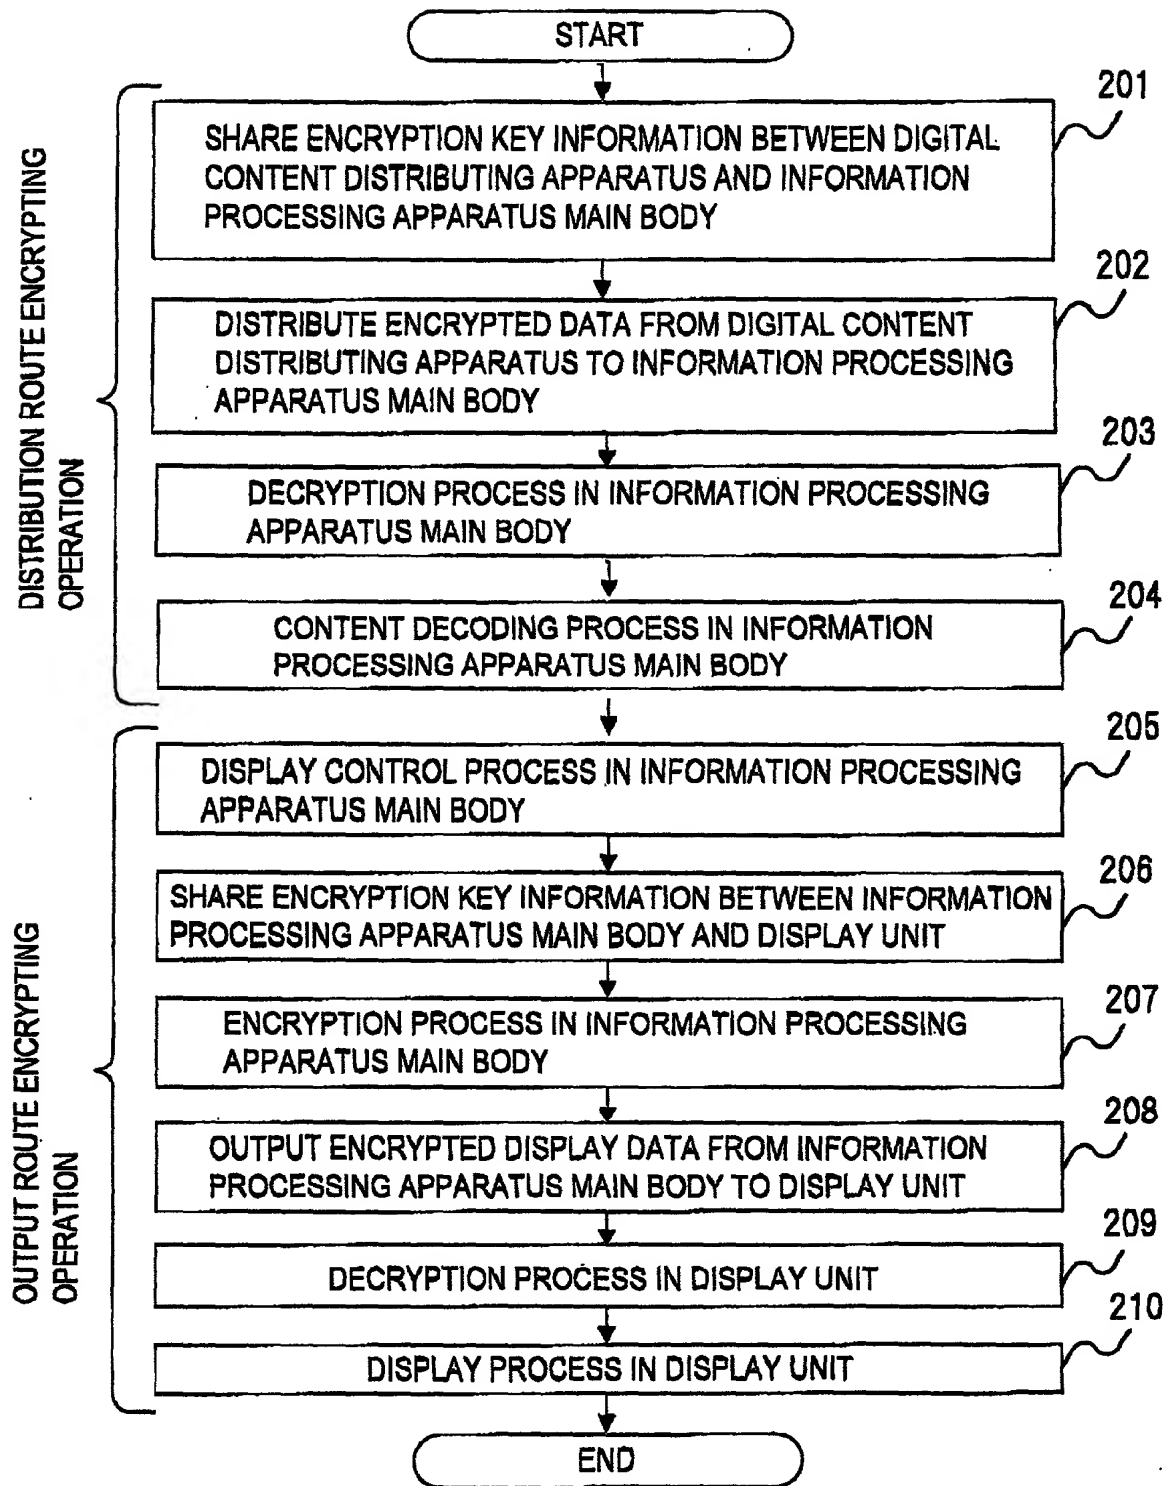 START
201
SHARE ENCRYPTION KEY INFORMATION BETWEEN DIGITAL
CONTENT DISTRIBUTING APPARATUS AND INFORMATION
PROCESSING APPARATUS MAIN BODY
202
DISTRIBUTE ENCRYPTED DATA FROM DIGITAL CONTENT
DISTRIBUTING APPARATUS TO INFORMATION PROCESSING
APPARATUS MAIN BODY
203
DECRYPTION PROCESS IN INFORMATION PROCESSING
APPARATUS MAIN BODY
204
CONTENT DECODING PROCESS IN INFORMATION
PROCESSING APPARATUS MAIN BODY
DISTRIBUTION ROUTE ENCRYPTING
OPERATION
205
DISPLAY CONTROL PROCESS IN INFORMATION PROCESSING
APPARATUS MAIN BODY
206
SHARE ENCRYPTION KEY INFORMATION BETWEEN INFORMATION
PROCESSING APPARATUS MAIN BODY AND DISPLAY UNIT
207
ENCRYPTION PROCESS IN INFORMATION PROCESSING
APPARATUS MAIN BODY
208
OUTPUT ENCRYPTED DISPLAY DATA FROM INFORMATION
PROCESSING APPARATUS MAIN BODY TO DISPLAY UNIT
209
DECRYPTION PROCESS IN DISPLAY UNIT
210
DISPLAY PROCESS IN DISPLAY UNIT
OUTPUT ROUTE ENCRYPTING
OPERATION
END